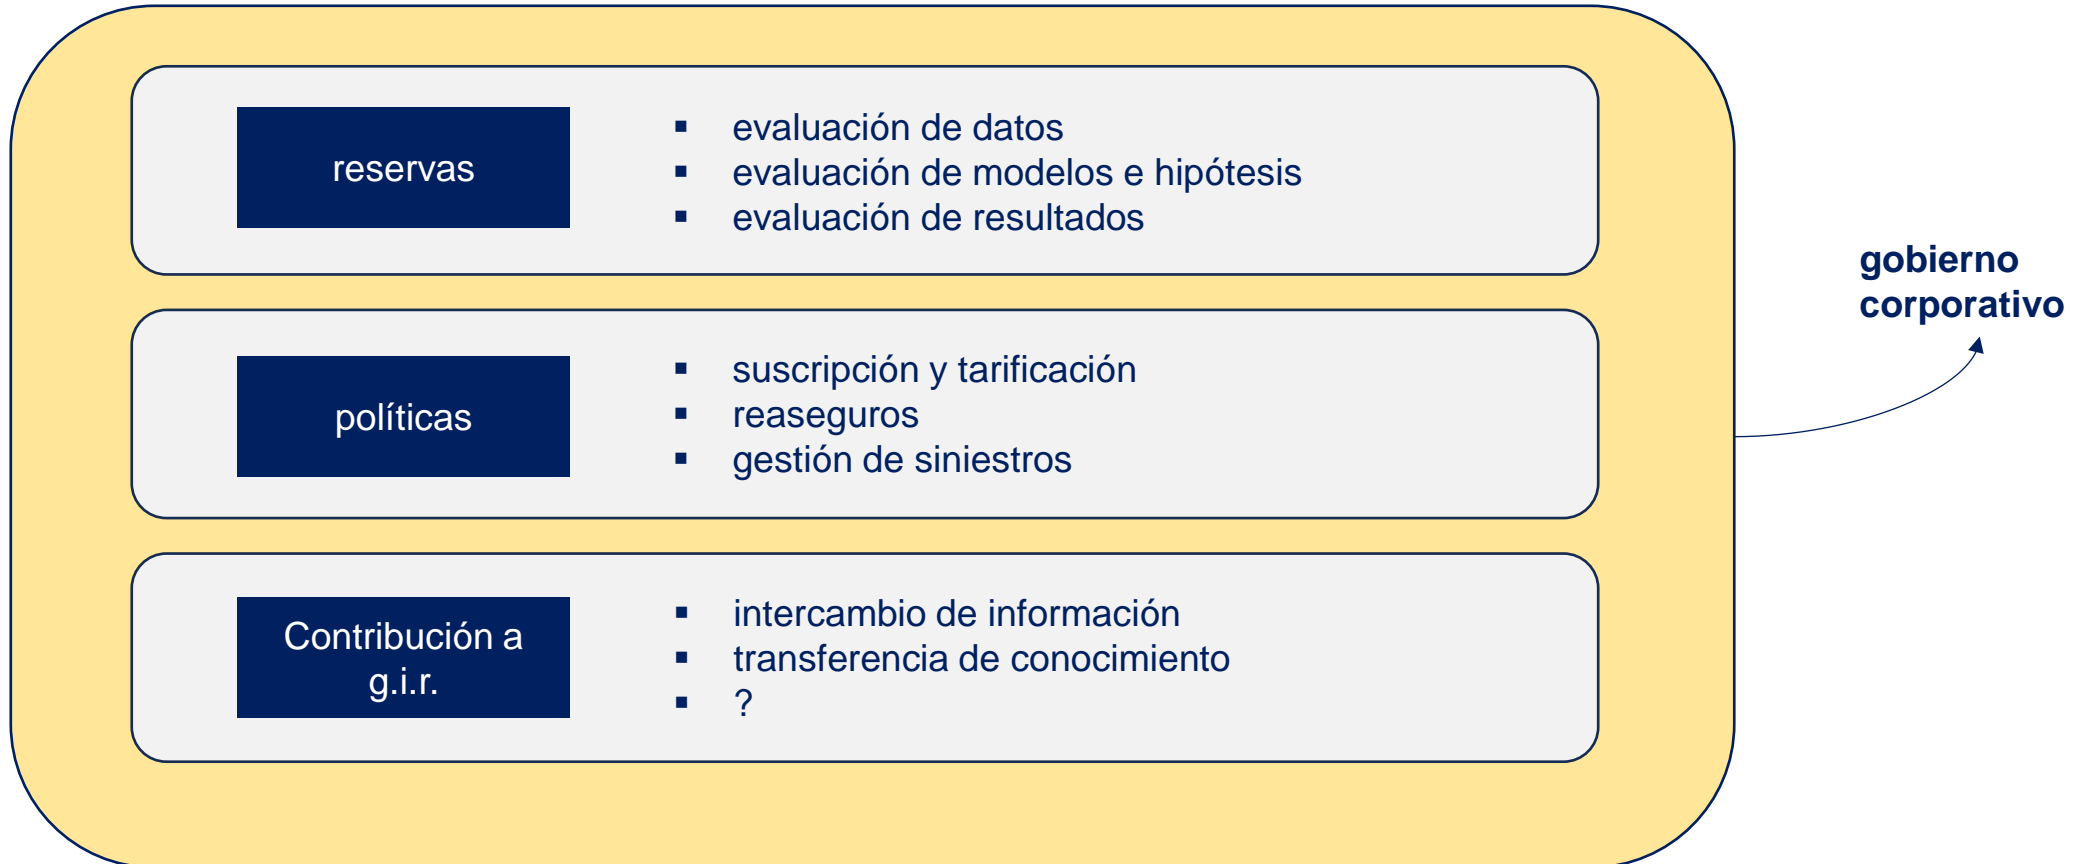 reservas
▪ evaluación de datos
▪ evaluación de modelos e hipótesis
▪ evaluación de resultados
políticas
▪ suscripción y tarificación
▪ reaseguros
▪ gestión de siniestros
Contribución a
g.i.r.
▪ intercambio de información
▪ transferencia de conocimiento
▪ ?
gobierno
corporativo